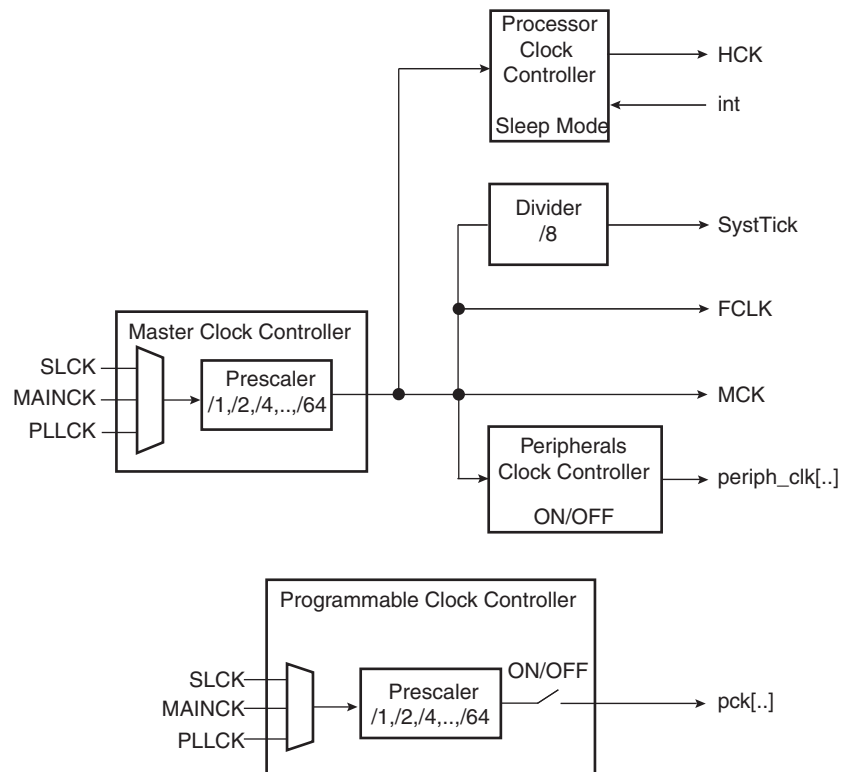 Processor
Clock
Controller
Sleep Mode
HCK
int
Divider
/8
SystTick
FCLK
Master Clock Controller
SLCK
MAINCK
PLLCK
Prescaler
/1,/2,/4,..,/64
MCK
Peripherals
Clock Controller
ON/OFF
periph_clk[..]
Programmable Clock Controller
SLCK
MAINCK
PLLCK
Prescaler
/1,/2,/4,..,/64
ON/OFF
pck[..]